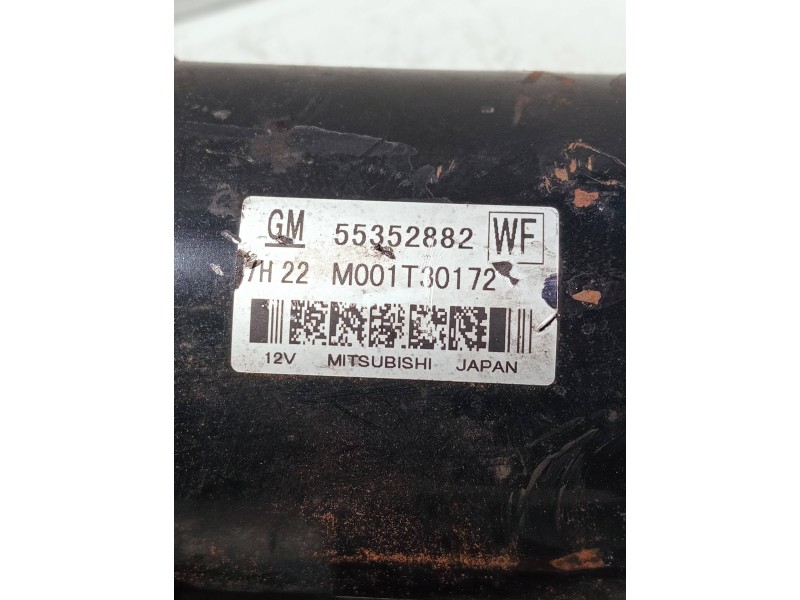 GM 55352882 WF
7H 22 M001T30172
12V MITSUBISHI JAPAN